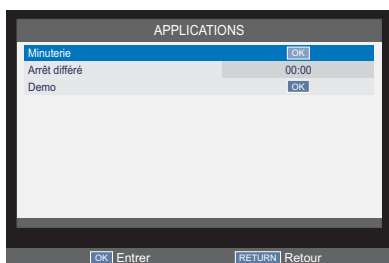 APPLICATIONS
Minuterie OK
Arrêt différé 00:00
Demo OK
OK Entrer RETURN Retour